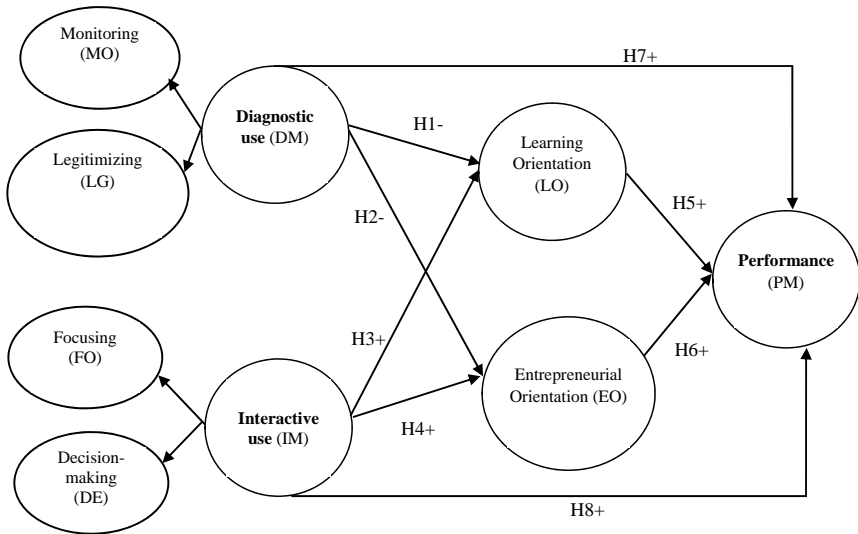 Monitoring
(MO)
Legitimizing
(LG)
Diagnostic
use (DM)
H7+
H1-
Learning
Orientation
(LO)
H2-
H5+
Performance
(PM)
Focusing
(FO)
H3+
H6+
Entrepreneurial
Orientation (EO)
Interactive
use (IM)
H4+
Decision-
making
(DE)
H8+